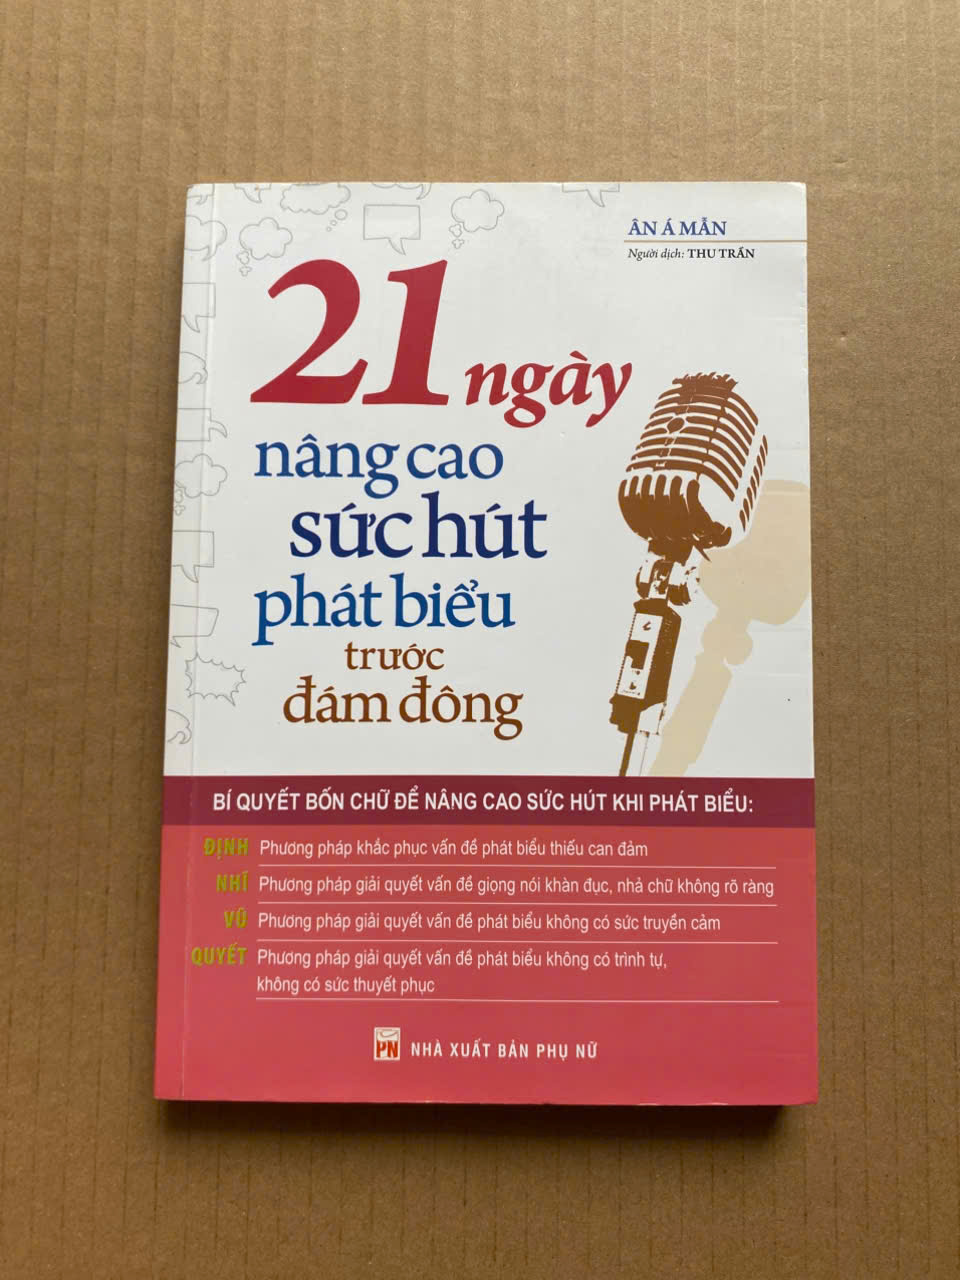 ÂN Á MẪN
Người dịch: THU TRẦN
21 ngày
nâng cao
sức hút
phát biểu
trước
đám đông
BÍ QUYẾT BỐN CHỮ ĐỂ NÂNG CAO SỨC HÚT KHI PHÁT BIỂU:
ĐỊNH Phương pháp khắc phục vấn đề phát biểu thiếu can đảm
NHĨ Phương pháp giải quyết vấn đề giọng nói khàn đục, nhả chữ không rõ ràng
VŨ Phương pháp giải quyết vấn đề phát biểu không có sức truyền cảm
QUYẾT Phương pháp giải quyết vấn đề phát biểu không có trình tự,
không có sức thuyết phục
PN NHÀ XUẤT BẢN PHỤ NỮ